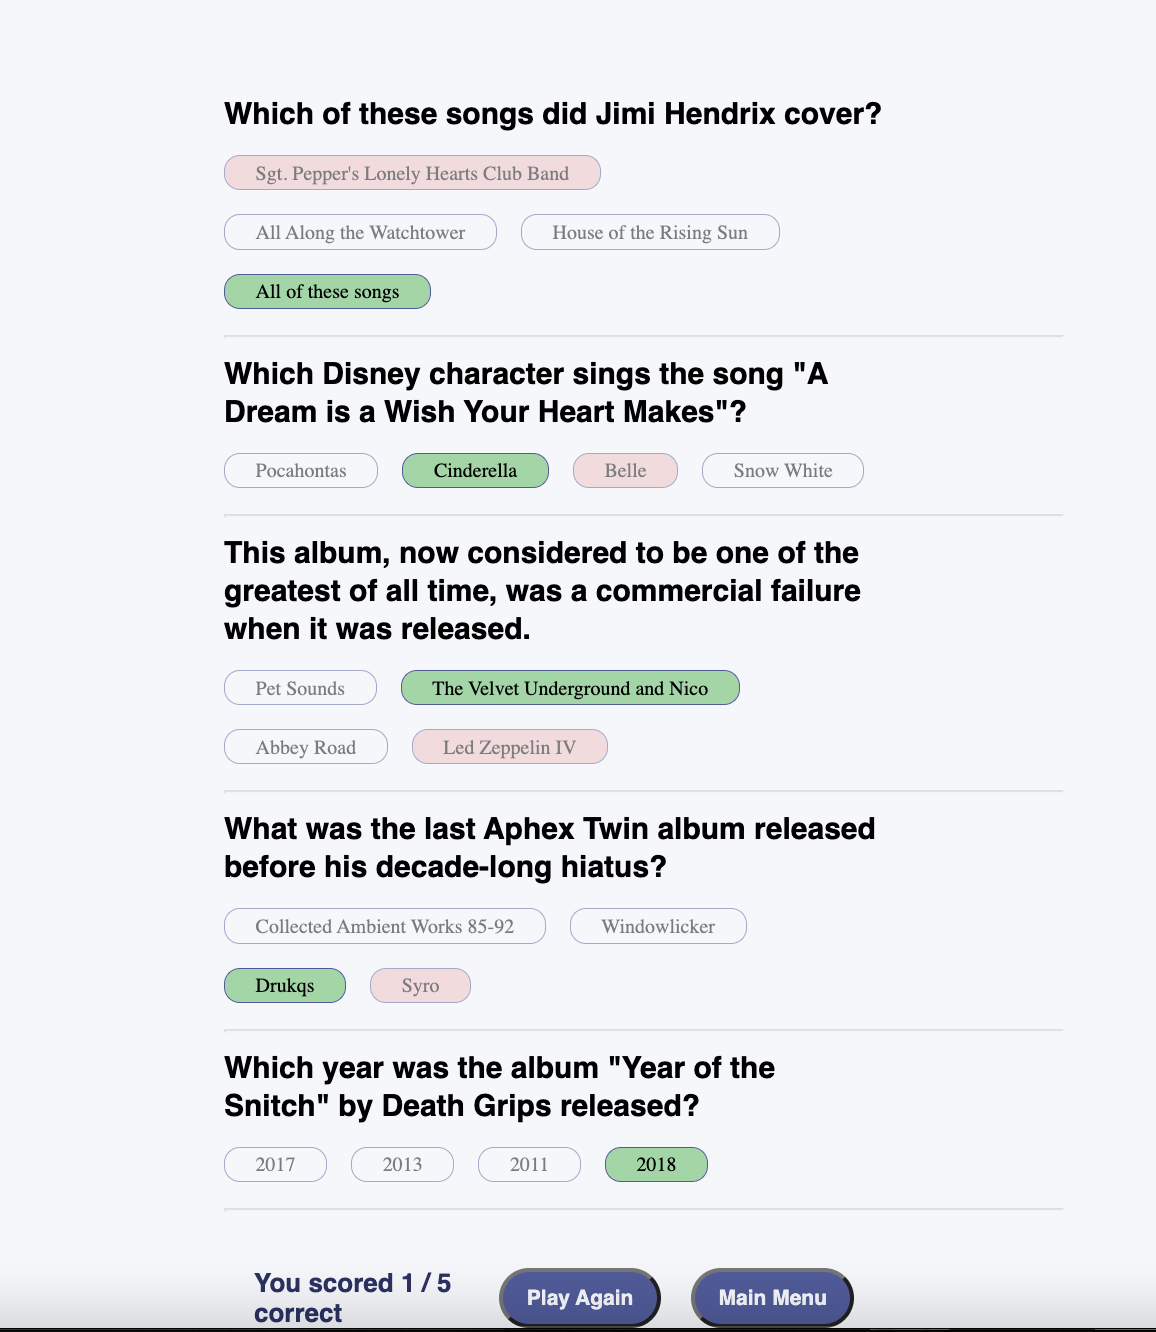 Which of these songs did Jimi Hendrix cover?
Sgt. Pepper's Lonely Hearts Club Band
All Along the Watchtower House of the Rising Sun
All of these songs
Which Disney character sings the song "A
Dream is a Wish Your Heart Makes"?
Pocahontas Cinderella Belle Snow White
This album, now considered to be one of the
greatest of all time, was a commercial failure
when it was released.
Pet Sounds The Velvet Underground and Nico
Abbey Road Led Zeppelin IV
What was the last Aphex Twin album released
before his decade-long hiatus?
Collected Ambient Works 85-92 Windowlicker
Drukqs Syro
Which year was the album "Year of the
Snitch" by Death Grips released?
2017 2013 2011 2018
You scored 1 / 5
correct
Play Again Main Menu